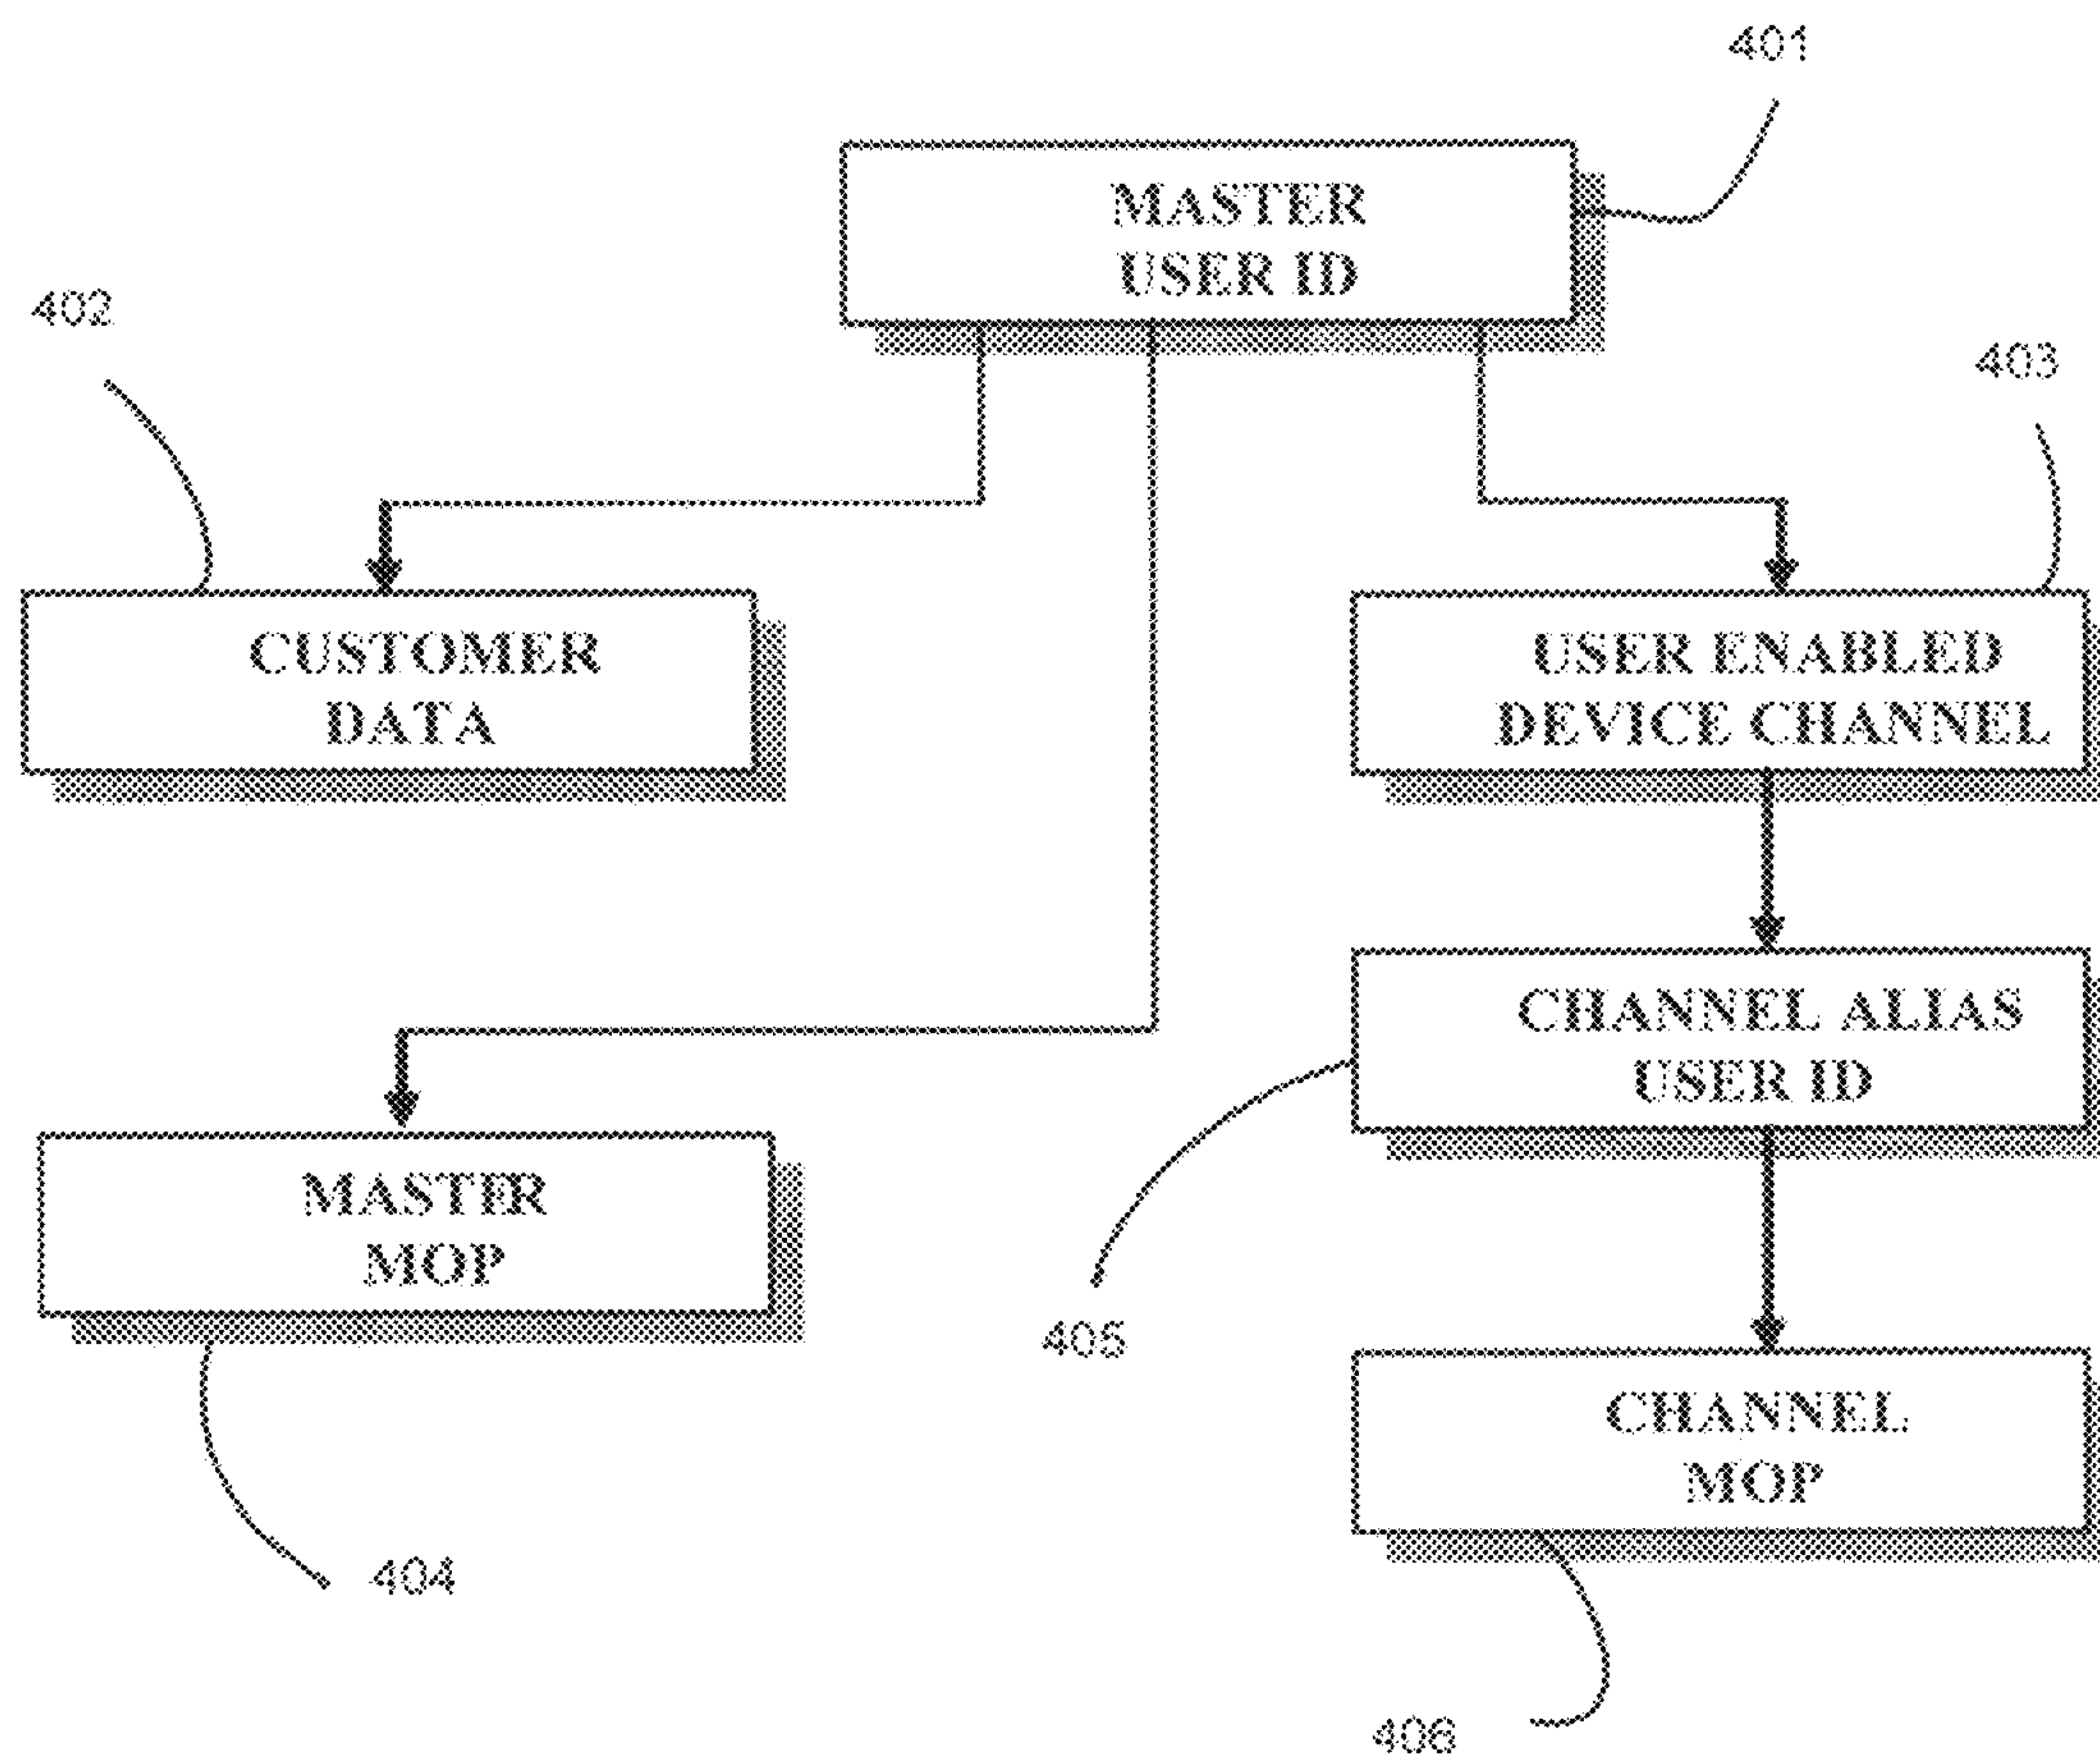 401
MASTER
USER ID
402
403
CUSTOMER
DATA
USER ENABLED
DEVICE CHANNEL
CHANNEL ALIAS
USER ID
MASTER
MOP
405
CHANNEL
MOP
404
406